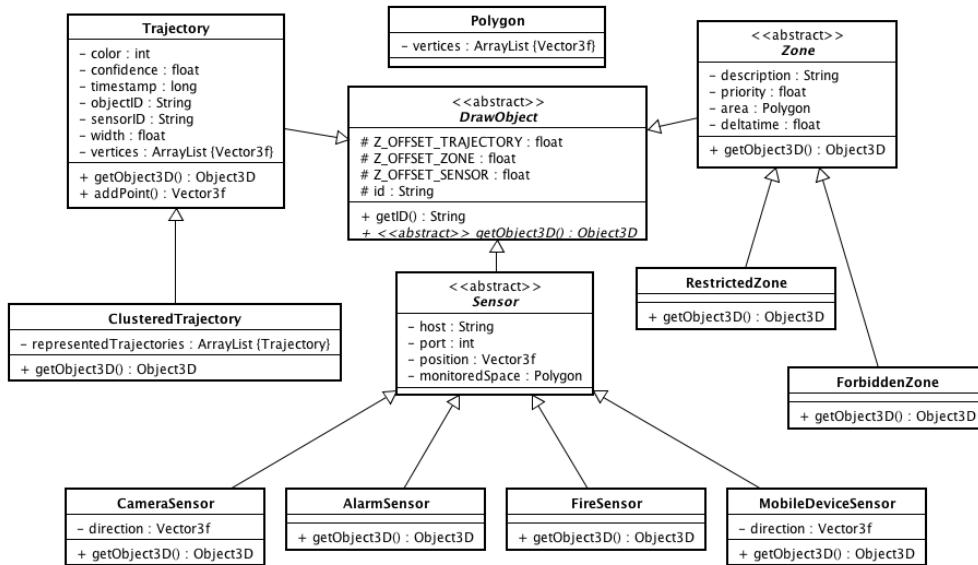 Trajectory
– color : int
– confidence : float
– timestamp : long
– objectID : String
– sensorID : String
– width : float
– vertices : ArrayList {Vector3f}
+ getObject3D() : Object3D
+ addPoint() : Vector3f
Polygon
– vertices : ArrayList {Vector3f}
<<abstract>>
Zone
– description : String
– priority : float
– area : Polygon
– deltatime : float
+ getObject3D() : Object3D
<<abstract>>
DrawObject
# Z_OFFSET_TRAJECTORY : float
# Z_OFFSET_ZONE : float
# Z_OFFSET_SENSOR : float
# id : String
+ getID() : String
+ <<abstract>> getObject3D() : Object3D
ClusteredTrajectory
– representedTrajectories : ArrayList {Trajectory}
+ getObject3D() : Object3D
<<abstract>>
Sensor
– host : String
– port : int
– position : Vector3f
– monitoredSpace : Polygon
RestrictedZone
+ getObject3D() : Object3D
ForbiddenZone
+ getObject3D() : Object3D
CameraSensor
– direction : Vector3f
+ getObject3D() : Object3D
AlarmSensor
+ getObject3D() : Object3D
FireSensor
+ getObject3D() : Object3D
MobileDeviceSensor
– direction : Vector3f
+ getObject3D() : Object3D